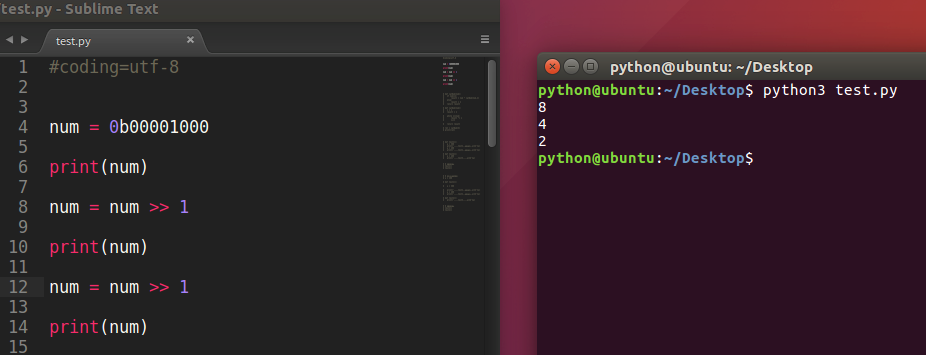 /test.py - Sublime Text
test.py
1 #coding=utf-8
2
3
4 num = 0b00001000
5
6 print(num)
7
8 num = num >> 1
9
10 print(num)
11
12 num = num >> 1
13
14 print(num)
15
python@ubuntu: ~/Desktop
python@ubuntu:~/Desktop$ python3 test.py
8
4
2
python@ubuntu:~/Desktop$